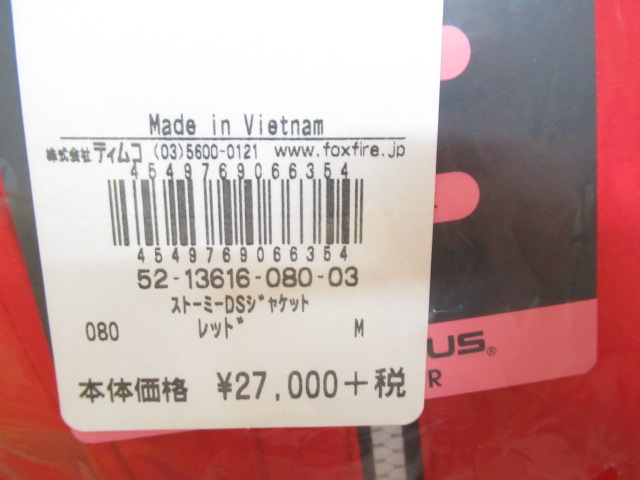 Made in Vietnam
株式会社 ティムコ (03)5600-0121 www.foxfire.jp
4549769066354
4549769066354
52-13616-080-03
ストーミーDSジャケット
080 レッド M
本体価格 ¥27,000+税
US®
R